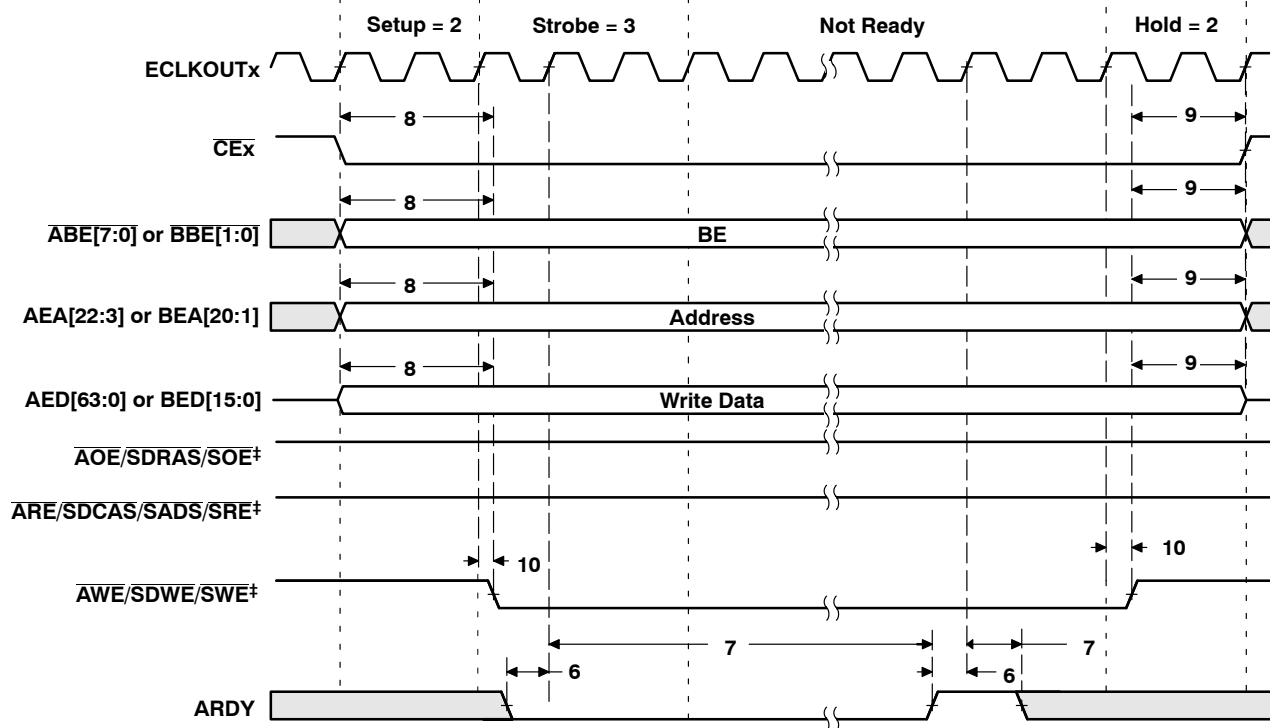 Setup = 2 Strobe = 3 Not Ready Hold = 2
ECLKOUTx
8 9
CEx
8 9
ABE[7:0] or BBE[1:0] BE
8 9
AEA[22:3] or BEA[20:1] Address
8 9
AED[63:0] or BED[15:0] Write Data
AOE/SDRAS/SOE‡
ARE/SDCAS/SADS/SRE‡
10 10
AWE/SDWE/SWE‡
7 7
6 6
ARDY